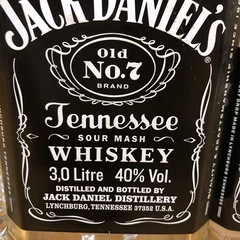 JACK DANIEL'S
Old
No.7
BRAND
Tennessee
SOUR MASH
WHISKEY
3,0 Litre 40% Vol.
DISTILLED AND BOTTLED BY
JACK DANIEL DISTILLERY
LYNCHBURG, TENNESSEE 37352 U.S.A.